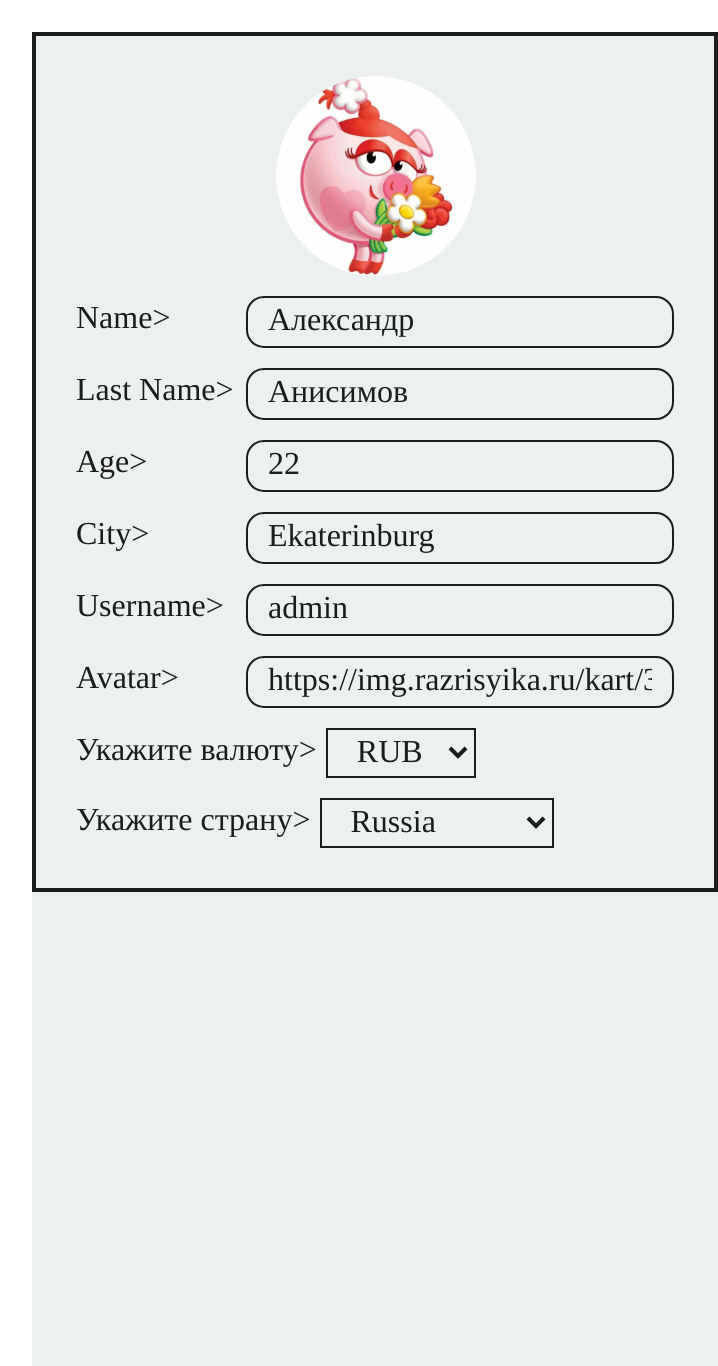 Name> Александр
Last Name> Анисимов
Age> 22
City> Ekaterinburg
Username> admin
Avatar> https://img.razrisyika.ru/kart/3
Укажите валюту> RUB
Укажите страну> Russia